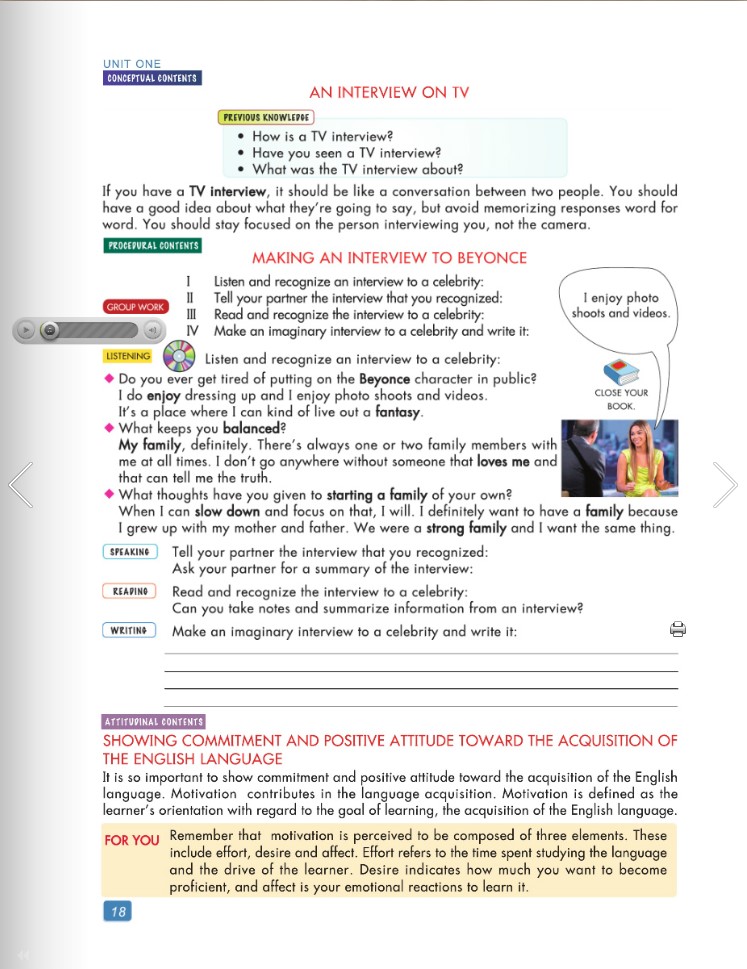 UNIT ONE
CONCEPTUAL CONTENTS
AN INTERVIEW ON TV
PREVIOUS KNOWLEDGE
• How is a TV interview?
• Have you seen a TV interview?
• What was the TV interview about?
If you have a TV interview, it should be like a conversation between two people. You should
have a good idea about what they're going to say, but avoid memorizing responses word for
word. You should stay focused on the person interviewing you, not the camera.
PROCEDURAL CONTENTS
MAKING AN INTERVIEW TO BEYONCE
GROUP WORK
I Listen and recognize an interview to a celebrity:
II Tell your partner the interview that you recognized:
III Read and recognize the interview to a celebrity:
IV Make an imaginary interview to a celebrity and write it:
I enjoy photo
shoots and videos.
CLOSE YOUR
BOOK.
LISTENING Listen and recognize an interview to a celebrity:
◆ Do you ever get tired of putting on the Beyonce character in public?
I do enjoy dressing up and I enjoy photo shoots and videos.
It's a place where I can kind of live out a fantasy.
◆ What keeps you balanced?
My family, definitely. There's always one or two family members with
me at all times. I don't go anywhere without someone that loves me and
that can tell me the truth.
◆ What thoughts have you given to starting a family of your own?
When I can slow down and focus on that, I will. I definitely want to have a family because
I grew up with my mother and father. We were a strong family and I want the same thing.
SPEAKING Tell your partner the interview that you recognized:
Ask your partner for a summary of the interview:
READING Read and recognize the interview to a celebrity:
Can you take notes and summarize information from an interview?
WRITING Make an imaginary interview to a celebrity and write it:
ATTITUDINAL CONTENTS
SHOWING COMMITMENT AND POSITIVE ATTITUDE TOWARD THE ACQUISITION OF
THE ENGLISH LANGUAGE
It is so important to show commitment and positive attitude toward the acquisition of the English
language. Motivation contributes in the language acquisition. Motivation is defined as the
learner's orientation with regard to the goal of learning, the acquisition of the English language.
FOR YOU
Remember that motivation is perceived to be composed of three elements. These
include effort, desire and affect. Effort refers to the time spent studying the language
and the drive of the learner. Desire indicates how much you want to become
proficient, and affect is your emotional reactions to learn it.
18